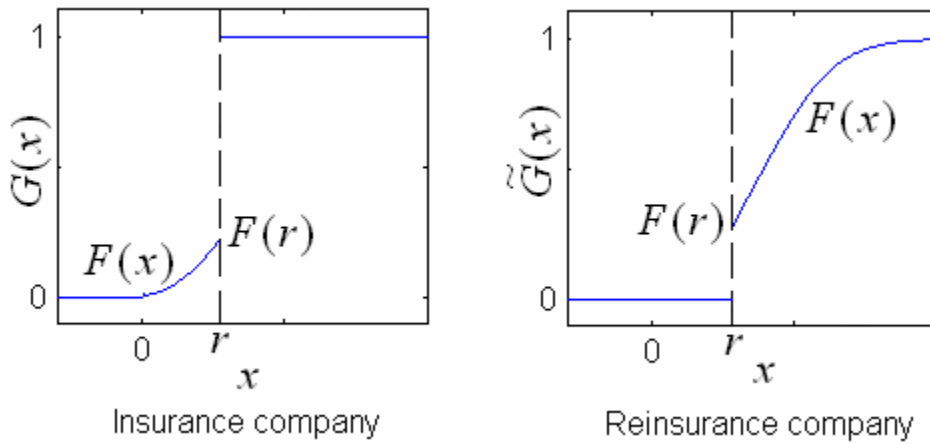 1
G(x)
F(r)
F(x)
0
0
r
x
Insurance company
1
G̃(x)
F(x)
F(r)
0
0
r
x
Reinsurance company